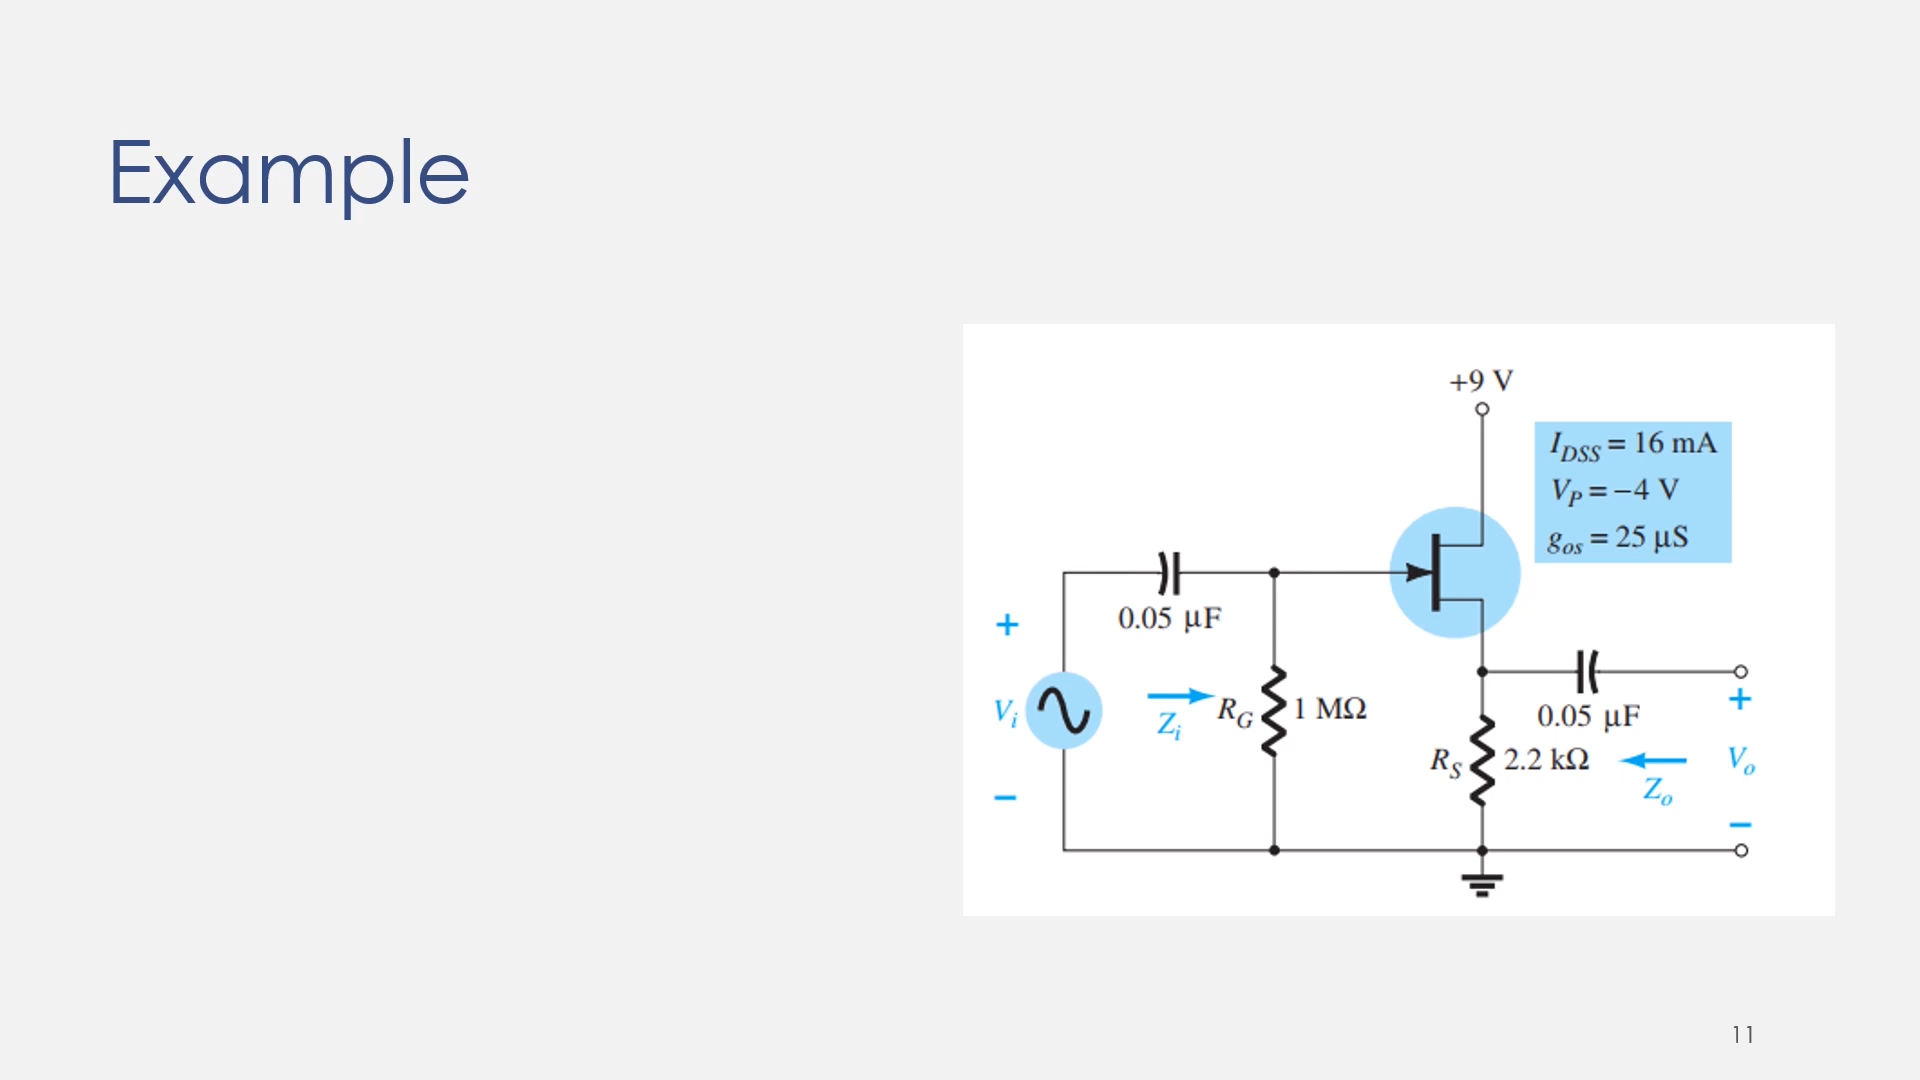 Example
+9 V
I_DSS = 16 mA
V_P = −4 V
g_os = 25 µS
0.05 µF
+
V_i
−
Z_i
R_G
1 MΩ
0.05 µF
R_S
2.2 kΩ
Z_o
+
V_o
−
11